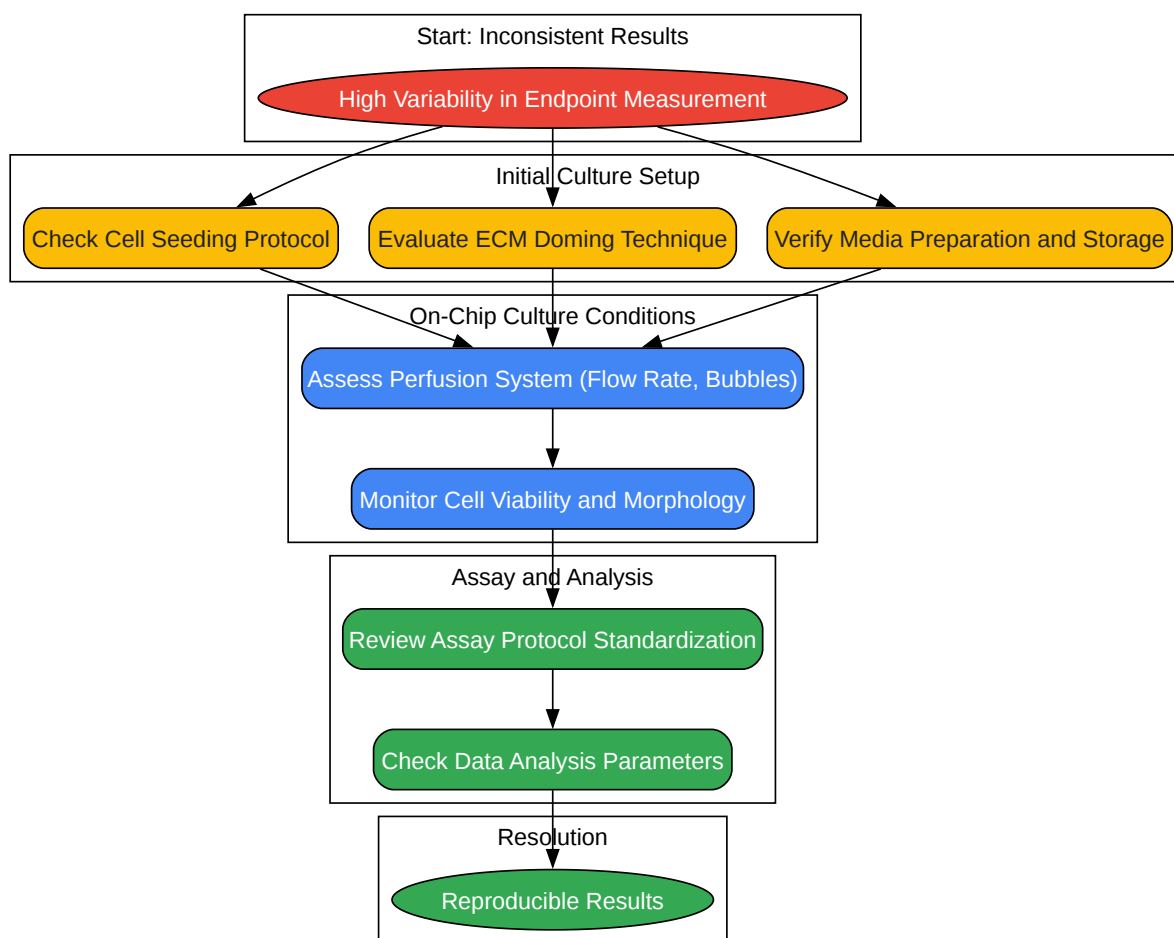 Start: Inconsistent Results
High Variability in Endpoint Measurement
Initial Culture Setup
Check Cell Seeding Protocol
Evaluate ECM Doming Technique
Verify Media Preparation and Storage
On-Chip Culture Conditions
Assess Perfusion System (Flow Rate, Bubbles)
Monitor Cell Viability and Morphology
Assay and Analysis
Review Assay Protocol Standardization
Check Data Analysis Parameters
Resolution
Reproducible Results